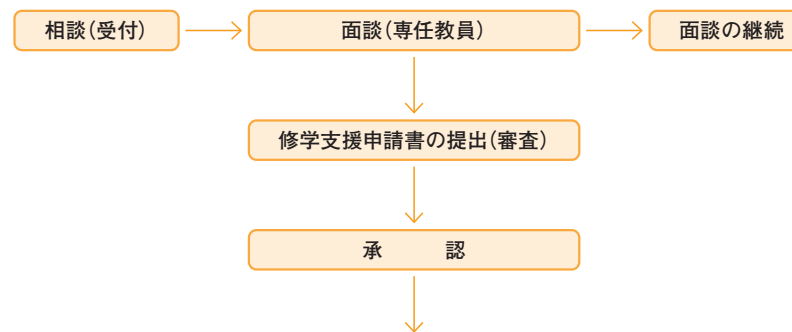 相談(受付)
面談(専任教員)
面談の継続
修学支援申請書の提出(審査)
承　認